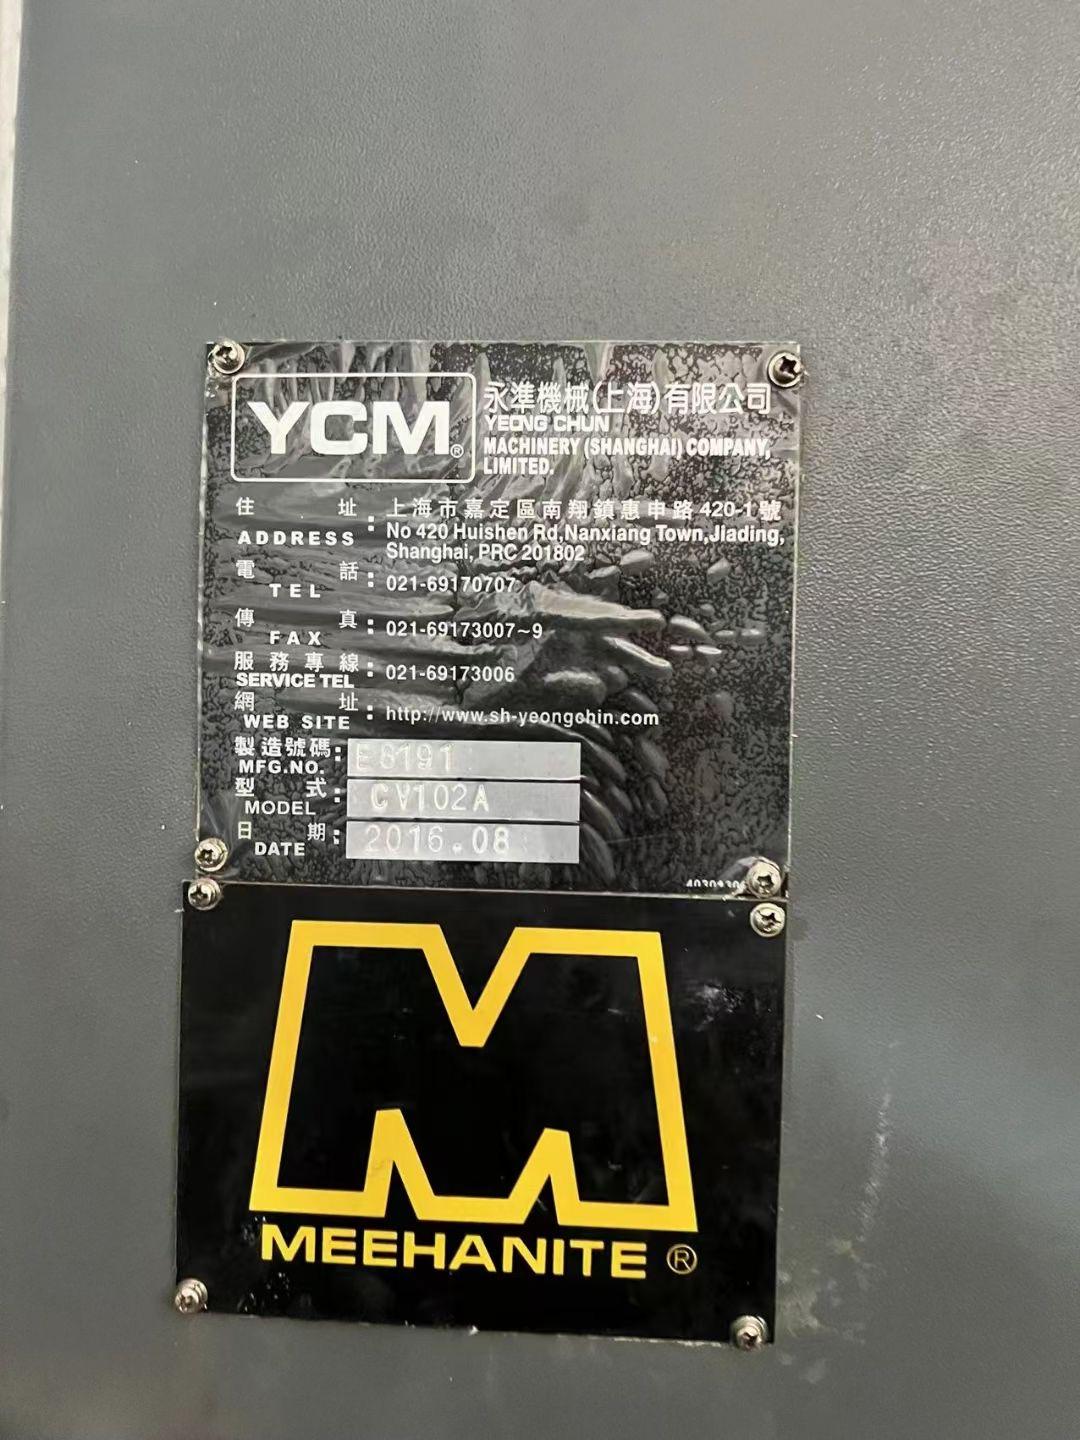 YCM®
永準機械(上海)有限公司
YEONG CHUN
MACHINERY (SHANGHAI) COMPANY,
LIMITED.
住址: 上海市嘉定區南翔鎮惠申路 420-1號
ADDRESS No 420 Huishen Rd,Nanxiang Town,Jiading,
Shanghai, PRC 201802
電話: 021-69170707
TEL
傳真: 021-69173007~9
FAX
服務專線: 021-69173006
SERVICE TEL
網址: http://www.sh-yeongchin.com
WEB SITE
製造號碼:
MFG.NO.
型式: CV102A
MODEL
日期: 2016.08
DATE
MEEHANITE ®